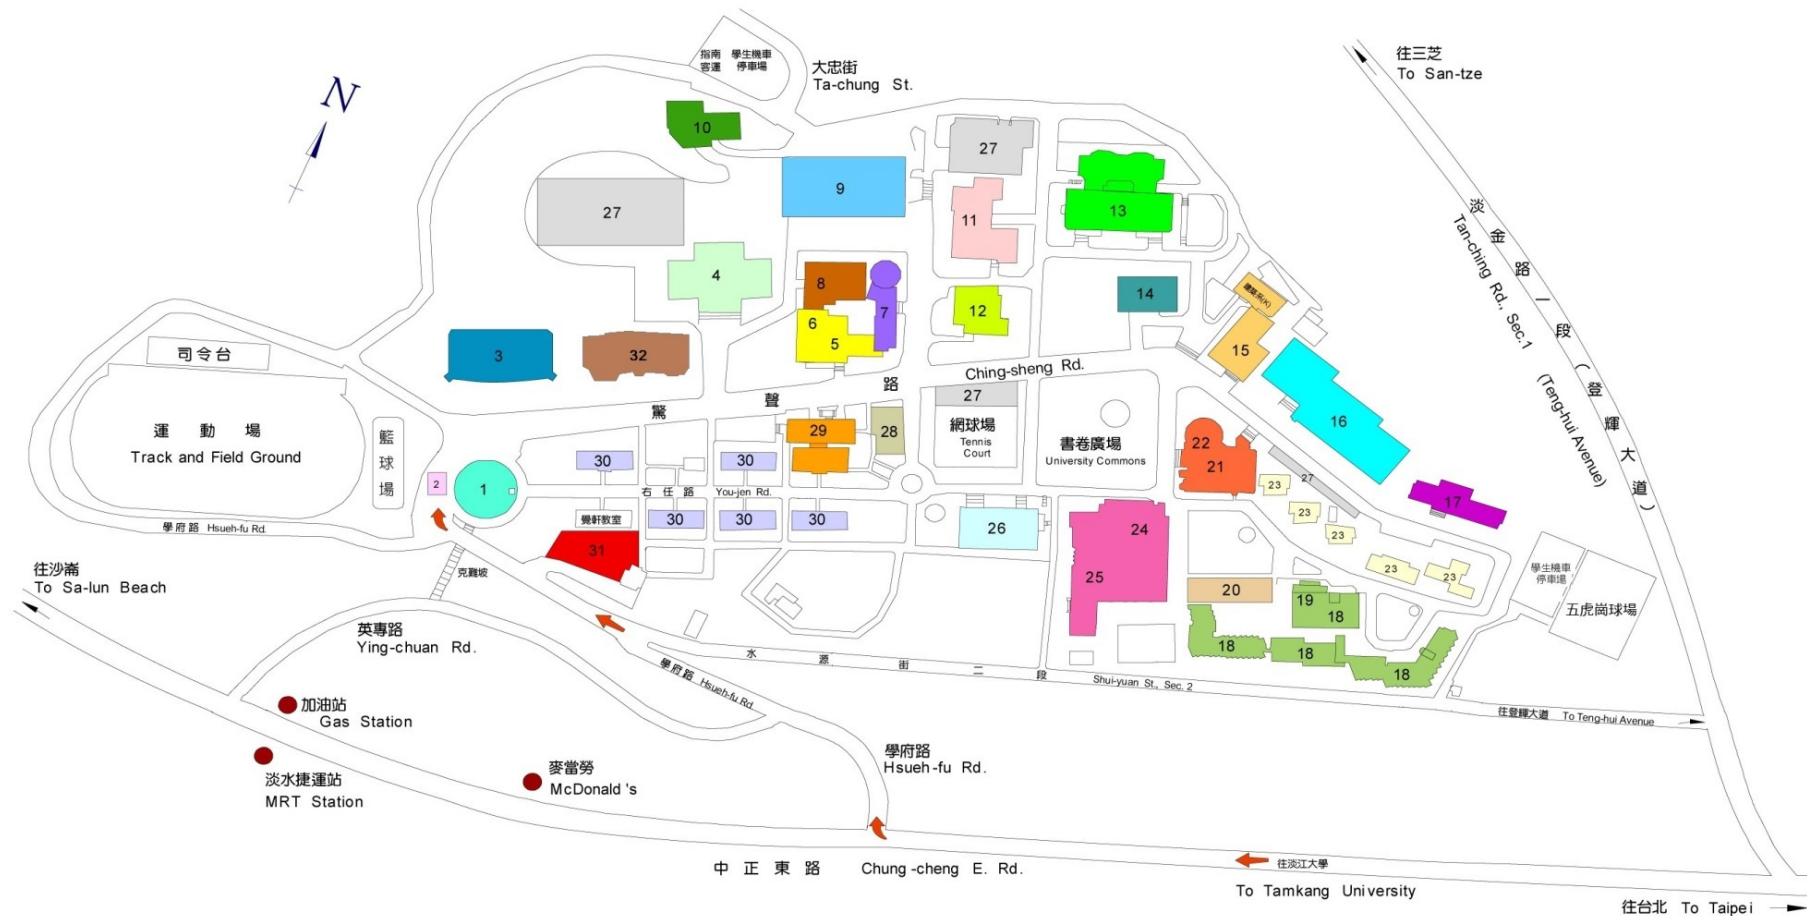 指南 學生機車
客運 停車場
大忠街
Ta-chung St.
往三芝
To San-tze
N
10
27
9
27
11
13
淡金路一段(登輝大道)
Tan-ching Rd., Sec.1 (Teng-hui Avenue)
4
8
7
6
5
12
14
建築系(K)
15
16
3
32
司令台
驚聲路
Ching-sheng Rd.
27
網球場
Tennis
Court
書卷廣場
University Commons
運動場
Track and Field Ground
籃球場
29
28
30
30
22
21
23
27
17
2
1
右任路 You-jen Rd.
23
學府路 Hsueh-fu Rd.
覺軒教室
30
30
30
26
24
23
31
克難坡
25
23
23
學生機車
停車場
五虎崗球場
往沙崙
To Sa-lun Beach
20
19
18
英專路
Ying-chuan Rd.
18
18
18
水源街二段 Shui-yuan St., Sec. 2
學府路 Hsueh-fu Rd
往登輝大道 To Teng-hui Avenue
加油站
Gas Station
學府路
Hsueh-fu Rd.
淡水捷運站
MRT Station
麥當勞
McDonald's
中正東路 Chung-cheng E. Rd.
往淡江大學
To Tamkang University
往台北 To Taipei